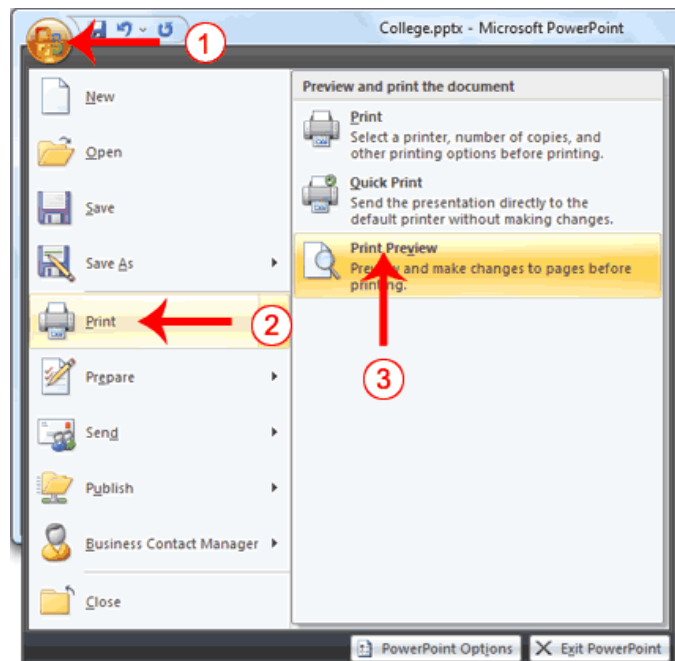 College.pptx - Microsoft PowerPoint
1
New
Open
Save
Save As
Print
2
Prepare
Send
Publish
Business Contact Manager
Close
Preview and print the document
Print
Select a printer, number of copies, and
other printing options before printing.
Quick Print
Send the presentation directly to the
default printer without making changes.
Print Preview
Preview and make changes to pages before
printing.
3
PowerPoint Options
Exit PowerPoint